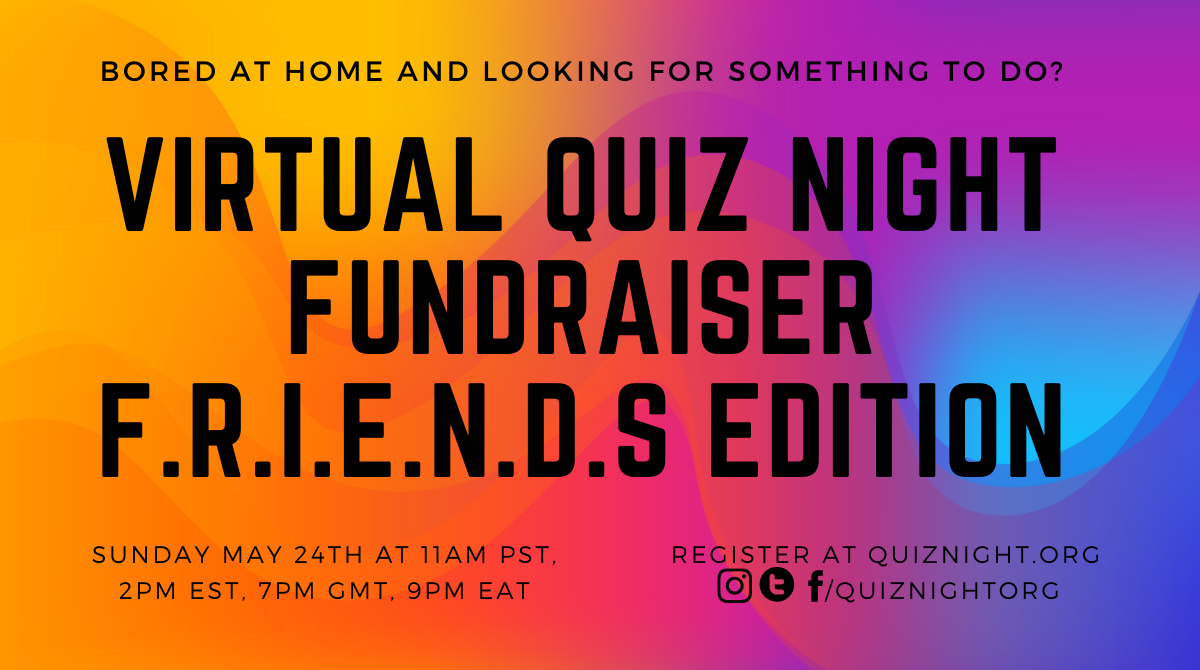 BORED AT HOME AND LOOKING FOR SOMETHING TO DO?
VIRTUAL QUIZ NIGHT
FUNDRAISER
F.R.I.E.N.D.S EDITION
SUNDAY MAY 24TH AT 11AM PST,
2PM EST, 7PM GMT, 9PM EAT
REGISTER AT QUIZNIGHT.ORG
/QUIZNIGHTORG